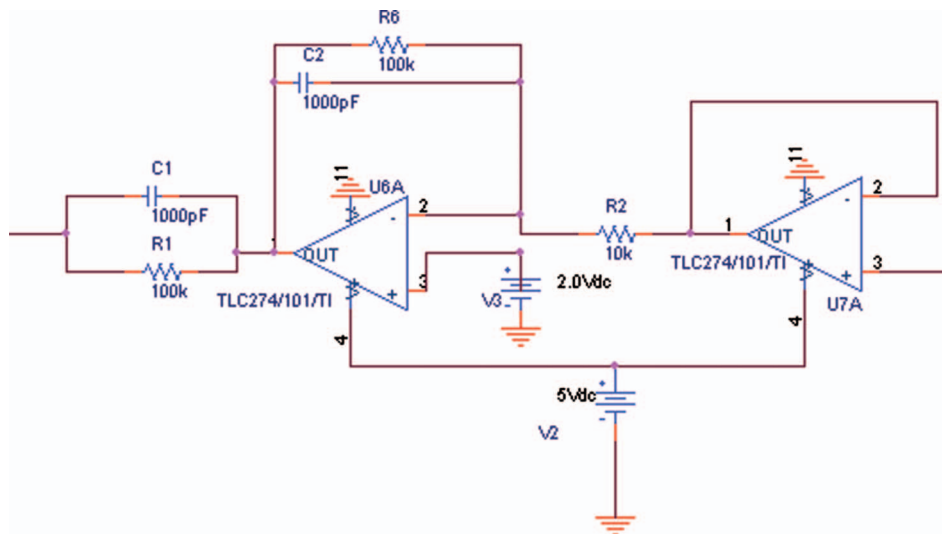 R6
100k
C2
1000pF
C1
1000pF
R1
100k
11
U6A
2
-
1
OUT
3
+
TLC274/101/TI
4
+
2.0Vdc
V3
-
R2
10k
11
2
-
1
OUT
3
+
TLC274/101/TI
U7A
4
+
5Vdc
-
V2